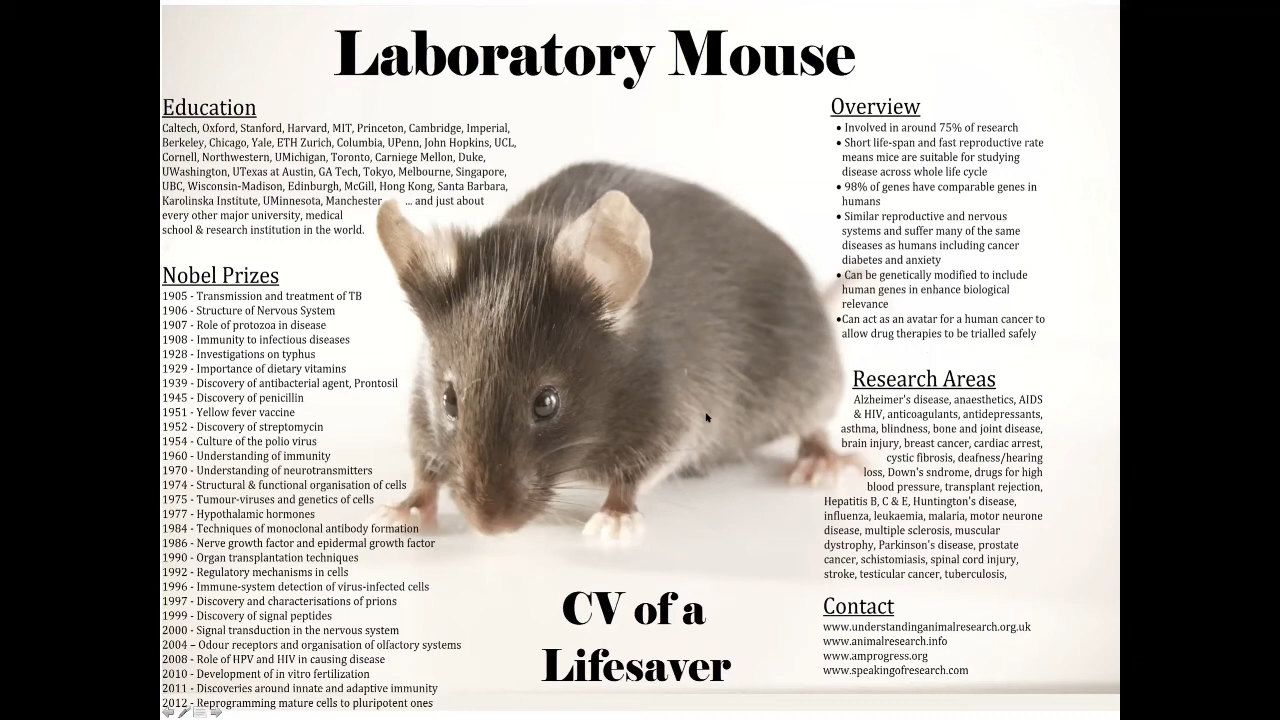 Laboratory Mouse
Education
Caltech, Oxford, Stanford, Harvard, MIT, Princeton, Cambridge, Imperial,
Berkeley, Chicago, Yale, ETH Zurich, Columbia, UPenn, John Hopkins, UCL,
Cornell, Northwestern, UMichigan, Toronto, Carniege Mellon, Duke,
UWashington, UTexas at Austin, GA Tech, Tokyo, Melbourne, Singapore,
UBC, Wisconsin-Madison, Edinburgh, McGill, Hong Kong, Santa Barbara,
Karolinska Institute, UMinnesota, Manchester ... and just about
every other major university, medical
school & research institution in the world.
Nobel Prizes
1905 - Transmission and treatment of TB
1906 - Structure of Nervous System
1907 - Role of protozoa in disease
1908 - Immunity to infectious diseases
1928 - Investigations on typhus
1929 - Importance of dietary vitamins
1939 - Discovery of antibacterial agent, Prontosil
1945 - Discovery of penicillin
1951 - Yellow fever vaccine
1952 - Discovery of streptomycin
1954 - Culture of the polio virus
1960 - Understanding of immunity
1970 - Understanding of neurotransmitters
1974 - Structural & functional organisation of cells
1975 - Tumour-viruses and genetics of cells
1977 - Hypothalamic hormones
1984 - Techniques of monoclonal antibody formation
1986 - Nerve growth factor and epidermal growth factor
1990 - Organ transplantation techniques
1992 - Regulatory mechanisms in cells
1996 - Immune-system detection of virus-infected cells
1997 - Discovery and characterisations of prions
1999 - Discovery of signal peptides
2000 - Signal transduction in the nervous system
2004 – Odour receptors and organisation of olfactory systems
2008 - Role of HPV and HIV in causing disease
2010 - Development of in vitro fertilization
2011 - Discoveries around innate and adaptive immunity
2012 - Reprogramming mature cells to pluripotent ones
CV of a
Lifesaver
Overview
• Involved in around 75% of research
• Short life-span and fast reproductive rate
means mice are suitable for studying
disease across whole life cycle
• 98% of genes have comparable genes in
humans
• Similar reproductive and nervous
systems and suffer many of the same
diseases as humans including cancer
diabetes and anxiety
• Can be genetically modified to include
human genes in enhance biological
relevance
•Can act as an avatar for a human cancer to
allow drug therapies to be trialled safely
Research Areas
Alzheimer's disease, anaesthetics, AIDS
& HIV, anticoagulants, antidepressants,
asthma, blindness, bone and joint disease,
brain injury, breast cancer, cardiac arrest,
cystic fibrosis, deafness/hearing
loss, Down's sndrome, drugs for high
blood pressure, transplant rejection,
Hepatitis B, C & E, Huntington's disease,
influenza, leukaemia, malaria, motor neurone
disease, multiple sclerosis, muscular
dystrophy, Parkinson's disease, prostate
cancer, schistomiasis, spinal cord injury,
stroke, testicular cancer, tuberculosis,
Contact
www.understandinganimalresearch.org.uk
www.animalresearch.info
www.amprogress.org
www.speakingofresearch.com